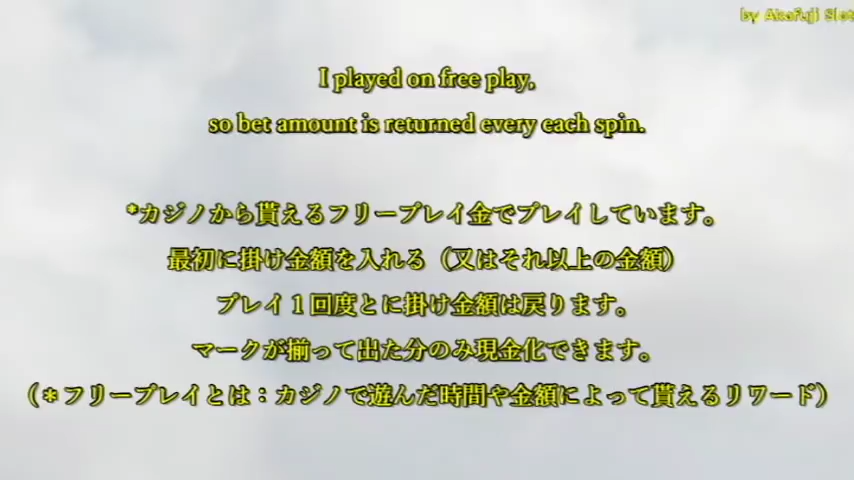 by Akafuji Slot
I played on free play,
so bet amount is returned every each spin.
*カジノから貰えるフリープレイ金でプレイしています。
最初に掛け金額を入れる（又はそれ以上の金額）
プレイ１回度とに掛け金額は戻ります。
マークが揃って出た分のみ現金化できます。
（＊フリープレイとは：カジノで遊んだ時間や金額によって貰えるリワード）